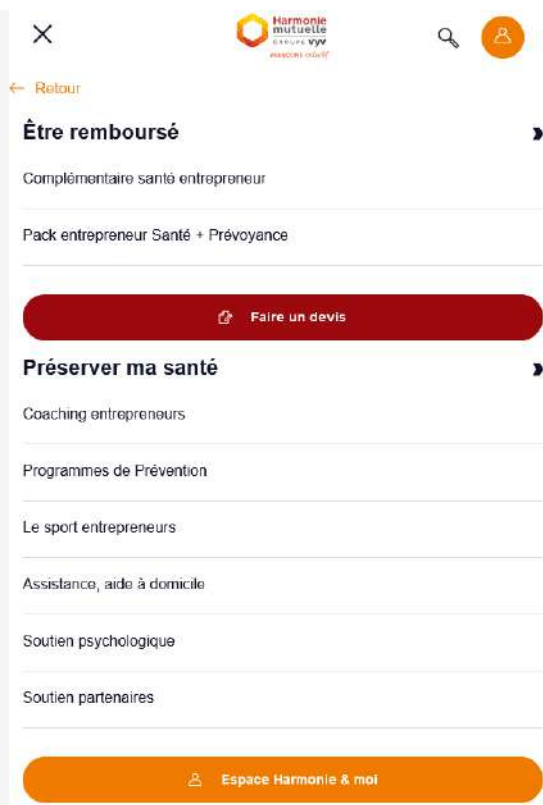 Harmonie
mutuelle
GROUPE vyv
AVANÇONS collectif
← Retour
Être remboursé
Complémentaire santé entrepreneur
Pack entrepreneur Santé + Prévoyance
Faire un devis
Préserver ma santé
Coaching entrepreneurs
Programmes de Prévention
Le sport entrepreneurs
Assistance, aide à domicile
Soutien psychologique
Soutien partenaires
Espace Harmonie & moi